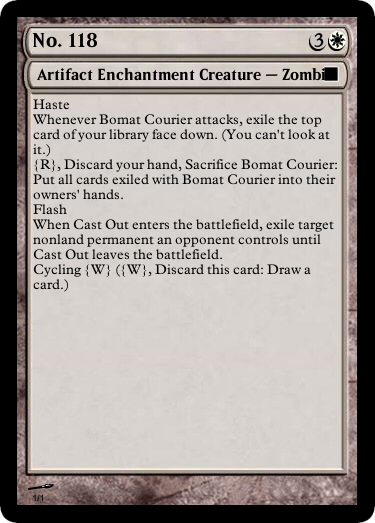 No. 118 3
Artifact Enchantment Creature — Zombi
Haste
Whenever Bomat Courier attacks, exile the top
card of your library face down. (You can't look at
it.)
{R}, Discard your hand, Sacrifice Bomat Courier:
Put all cards exiled with Bomat Courier into their
owners' hands.
Flash
When Cast Out enters the battlefield, exile target
nonland permanent an opponent controls until
Cast Out leaves the battlefield.
Cycling {W} ({W}, Discard this card: Draw a
card.)
1/1